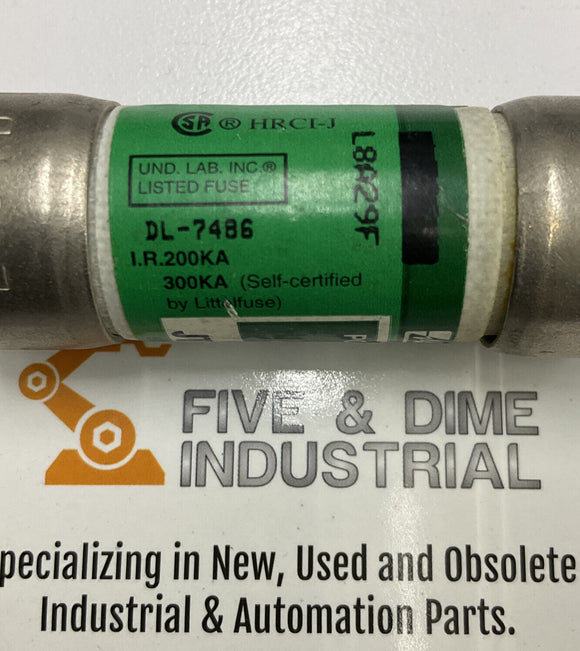 CSA ® HRCI-J
UND. LAB. INC.®
LISTED FUSE
DL-7486
I.R.200KA
300KA (Self-certified
by Littelfuse)
L8A29F
FIVE & DIME
INDUSTRIAL
pecializing in New, Used and Obsolete
Industrial & Automation Parts.